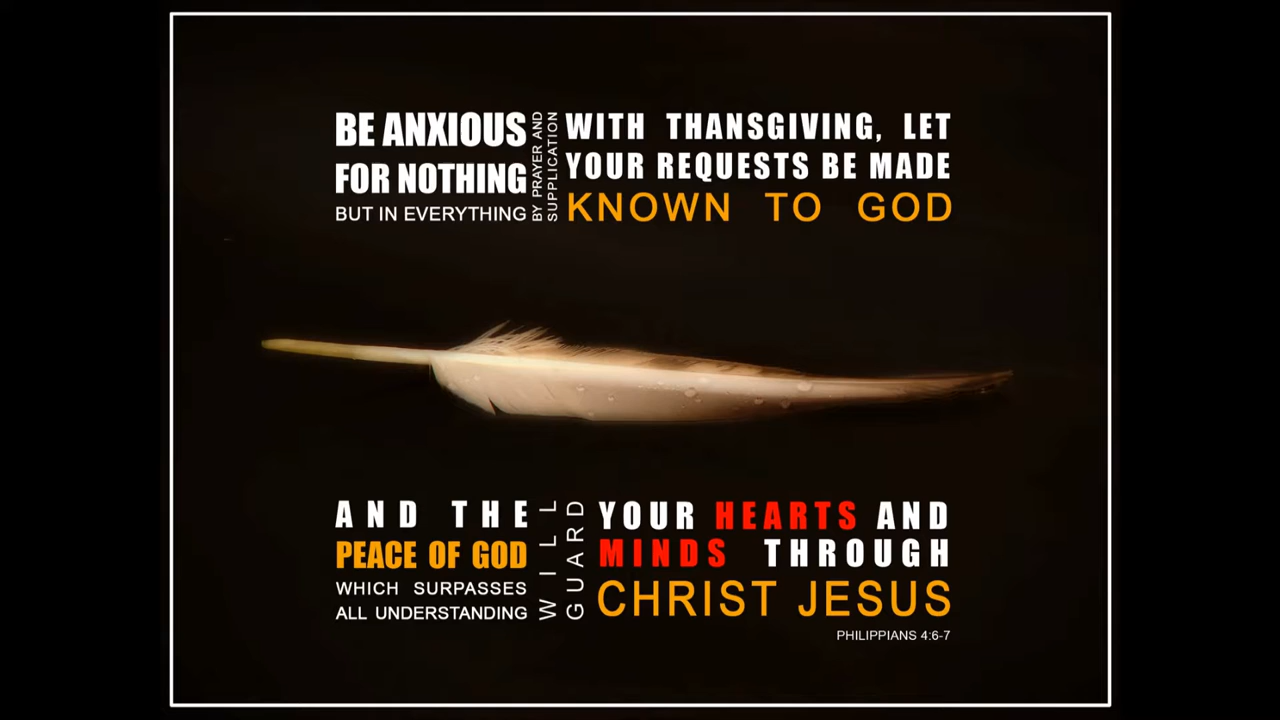 BE ANXIOUS
FOR NOTHING
BUT IN EVERYTHING
BY PRAYER AND
SUPPLICATION
WITH THANSGIVING, LET
YOUR REQUESTS BE MADE
KNOWN TO GOD
AND THE
PEACE OF GOD
WHICH SURPASSES
ALL UNDERSTANDING
WILL
GUARD
YOUR HEARTS AND
MINDS THROUGH
CHRIST JESUS
PHILIPPIANS 4:6-7